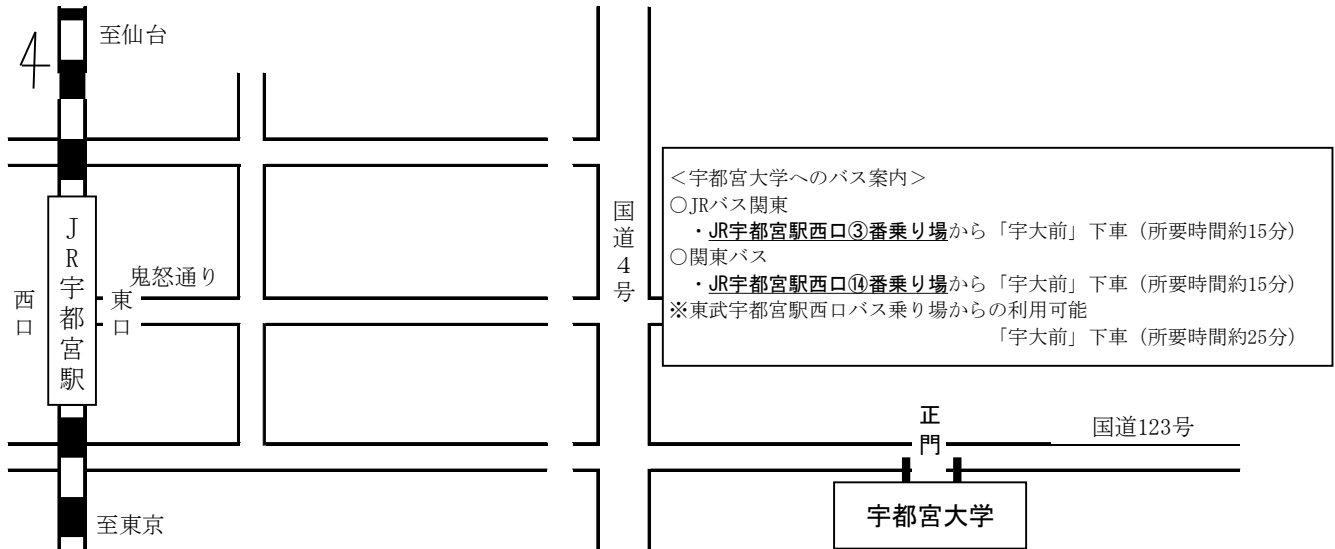 至仙台
4
<宇都宮大学へのバス案内>
○JRバス関東
・JR宇都宮駅西口③番乗り場から「宇大前」下車（所要時間約15分）
○関東バス
・JR宇都宮駅西口⑭番乗り場から「宇大前」下車（所要時間約15分）
※東武宇都宮駅西口バス乗り場からの利用可能
「宇大前」下車（所要時間約25分）
国道４号
JR宇都宮駅
鬼怒通り
西口
東口
正門
国道123号
宇都宮大学
至東京